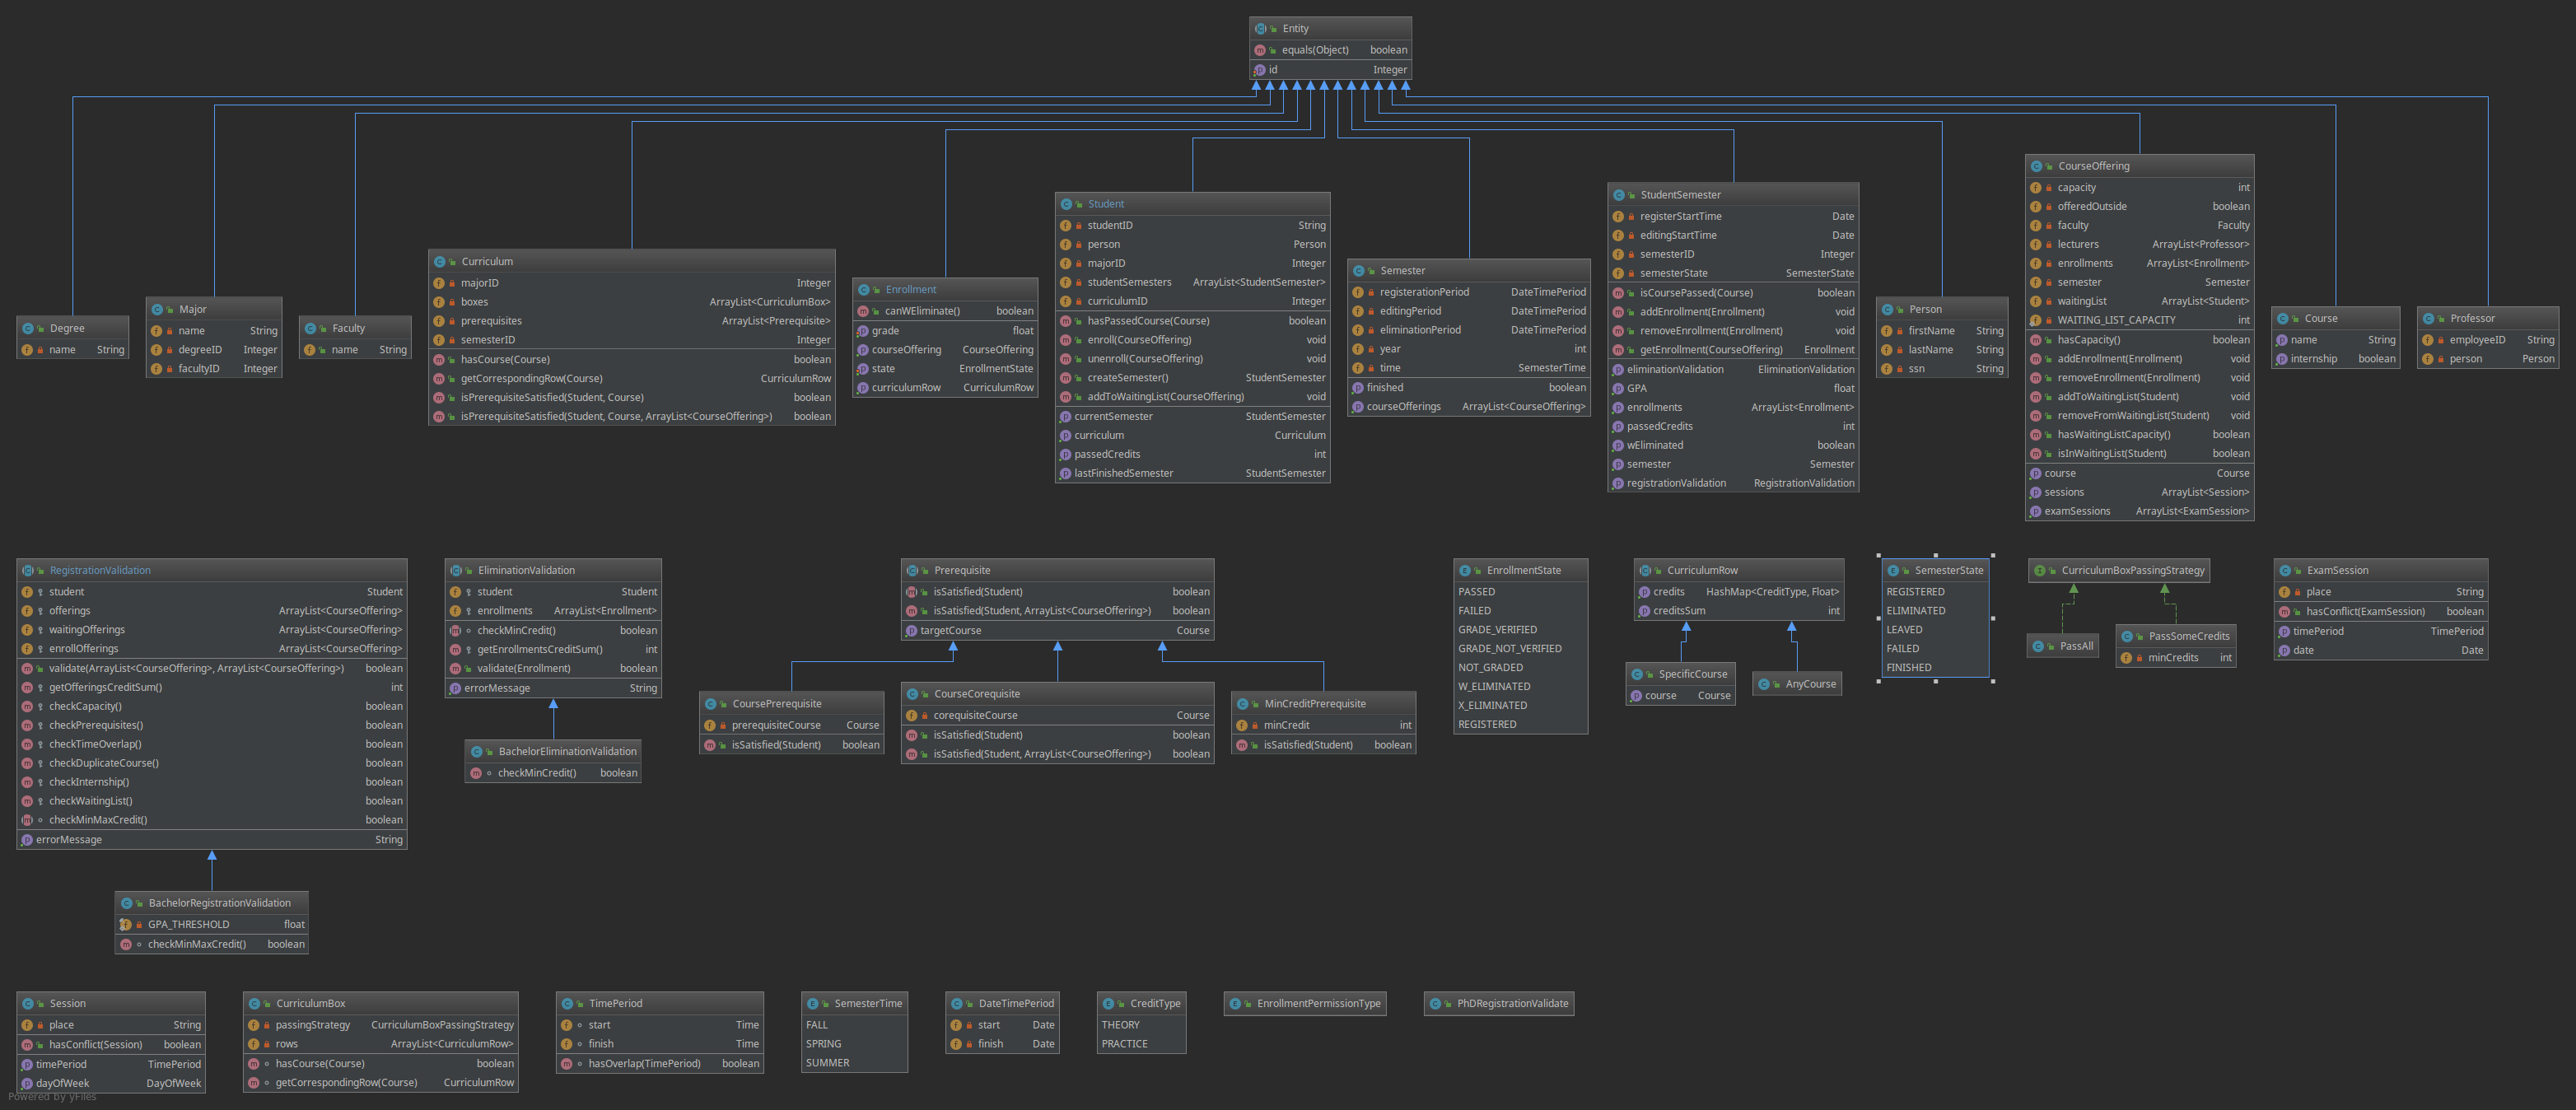 Entity
equals(Object) boolean
id Integer
Degree
name String
Major
name String
degreeID Integer
facultyID Integer
Faculty
name String
Curriculum
majorID Integer
boxes ArrayList<CurriculumBox>
prerequisites ArrayList<Prerequisite>
semesterID Integer
hasCourse(Course) boolean
getCorrespondingRow(Course) CurriculumRow
isPrerequisiteSatisfied(Student, Course) boolean
isPrerequisiteSatisfied(Student, Course, ArrayList<CourseOffering>) boolean
Enrollment
canWEliminate() boolean
grade float
courseOffering CourseOffering
state EnrollmentState
curriculumRow CurriculumRow
Student
studentID String
person Person
majorID Integer
studentSemesters ArrayList<StudentSemester>
curriculumID Integer
hasPassedCourse(Course) boolean
enroll(CourseOffering) void
unenroll(CourseOffering) void
createSemester() StudentSemester
addToWaitingList(CourseOffering) void
currentSemester StudentSemester
curriculum Curriculum
passedCredits int
lastFinishedSemester StudentSemester
Semester
registerationPeriod DateTimePeriod
editingPeriod DateTimePeriod
eliminationPeriod DateTimePeriod
year int
time SemesterTime
finished boolean
courseOfferings ArrayList<CourseOffering>
StudentSemester
registerStartTime Date
editingStartTime Date
semesterID Integer
semesterState SemesterState
isCoursePassed(Course) boolean
addEnrollment(Enrollment) void
removeEnrollment(Enrollment) void
getEnrollment(CourseOffering) Enrollment
eliminationValidation EliminationValidation
GPA float
enrollments ArrayList<Enrollment>
passedCredits int
wEliminated boolean
semester Semester
registrationValidation RegistrationValidation
Person
firstName String
lastName String
ssn String
CourseOffering
capacity int
offeredOutside boolean
faculty Faculty
lecturers ArrayList<Professor>
enrollments ArrayList<Enrollment>
semester Semester
waitingList ArrayList<Student>
WAITING_LIST_CAPACITY int
hasCapacity() boolean
addEnrollment(Enrollment) void
removeEnrollment(Enrollment) void
addToWaitingList(Student) void
removeFromWaitingList(Student) void
hasWaitingListCapacity() boolean
isInWaitingList(Student) boolean
course Course
sessions ArrayList<Session>
examSessions ArrayList<ExamSession>
Course
name String
internship boolean
Professor
employeeID String
person Person
RegistrationValidation
student Student
offerings ArrayList<CourseOffering>
waitingOfferings ArrayList<CourseOffering>
enrollOfferings ArrayList<CourseOffering>
validate(ArrayList<CourseOffering>, ArrayList<CourseOffering>) boolean
getOfferingsCreditSum() int
checkCapacity() boolean
checkPrerequisites() boolean
checkTimeOverlap() boolean
checkDuplicateCourse() boolean
checkInternship() boolean
checkWaitingList() boolean
checkMinMaxCredit() boolean
errorMessage String
EliminationValidation
student Student
enrollments ArrayList<Enrollment>
checkMinCredit() boolean
getEnrollmentsCreditSum() int
validate(Enrollment) boolean
errorMessage String
BachelorEliminationValidation
checkMinCredit() boolean
Prerequisite
isSatisfied(Student) boolean
isSatisfied(Student, ArrayList<CourseOffering>) boolean
targetCourse Course
CoursePrerequisite
prerequisiteCourse Course
isSatisfied(Student) boolean
CourseCorequisite
corequisiteCourse Course
isSatisfied(Student) boolean
isSatisfied(Student, ArrayList<CourseOffering>) boolean
MinCreditPrerequisite
minCredit int
isSatisfied(Student) boolean
EnrollmentState
PASSED
FAILED
GRADE_VERIFIED
GRADE_NOT_VERIFIED
NOT_GRADED
W_ELIMINATED
X_ELIMINATED
REGISTERED
CurriculumRow
credits HashMap<CreditType, Float>
creditsSum int
SpecificCourse
course Course
AnyCourse
SemesterState
REGISTERED
ELIMINATED
LEAVED
FAILED
FINISHED
CurriculumBoxPassingStrategy
PassAll
PassSomeCredits
minCredits int
ExamSession
place String
hasConflict(ExamSession) boolean
timePeriod TimePeriod
date Date
BachelorRegistrationValidation
GPA_THRESHOLD float
checkMinMaxCredit() boolean
Session
place String
hasConflict(Session) boolean
timePeriod TimePeriod
dayOfWeek DayOfWeek
CurriculumBox
passingStrategy CurriculumBoxPassingStrategy
rows ArrayList<CurriculumRow>
hasCourse(Course) boolean
getCorrespondingRow(Course) CurriculumRow
TimePeriod
start Time
finish Time
hasOverlap(TimePeriod) boolean
SemesterTime
FALL
SPRING
SUMMER
DateTimePeriod
start Date
finish Date
CreditType
THEORY
PRACTICE
EnrollmentPermissionType
PhDRegistrationValidate
Powered by yFiles